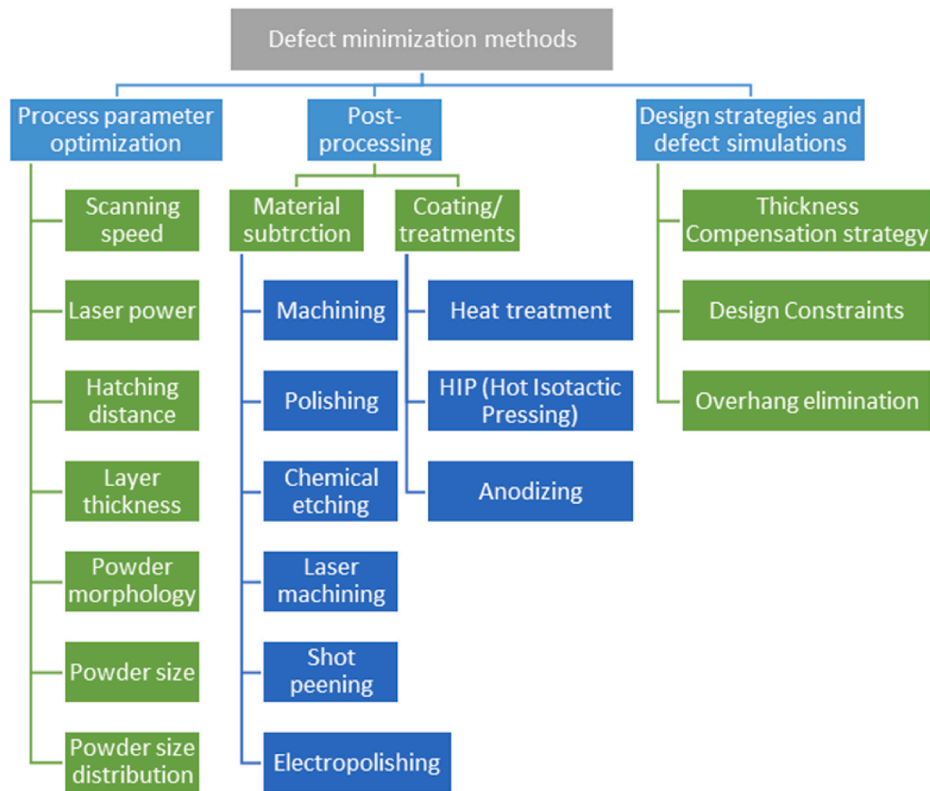 Defect minimization methods
Process parameter
optimization
Post-
processing
Design strategies and
defect simulations
Scanning
speed
Laser power
Hatching
distance
Layer
thickness
Powder
morphology
Powder size
Powder size
distribution
Material
subtrction
Machining
Polishing
Chemical
etching
Laser
machining
Shot
peening
Electropolishing
Coating/
treatments
Heat treatment
HIP (Hot Isotactic
Pressing)
Anodizing
Thickness
Compensation strategy
Design Constraints
Overhang elimination